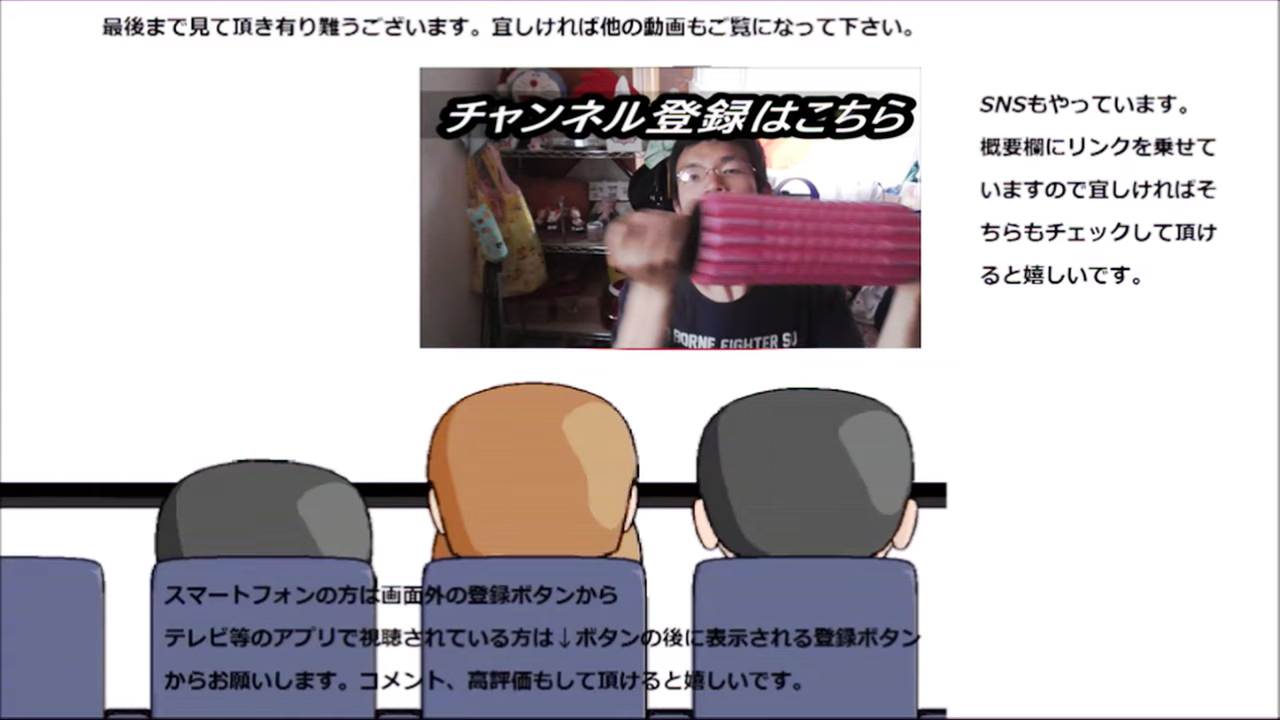 最後まで見て頂き有り難うございます。宜しければ他の動画もご覧になって下さい。
チャンネル登録はこちら
BORNE FIGHTER
SNSもやっています。
概要欄にリンクを乗せて
いますので宜しければそ
ちらもチェックして頂け
ると嬉しいです。
スマートフォンの方は画面外の登録ボタンから
テレビ等のアプリで視聴されている方は↓ボタンの後に表示される登録ボタン
からお願いします。コメント、高評価もして頂けると嬉しいです。